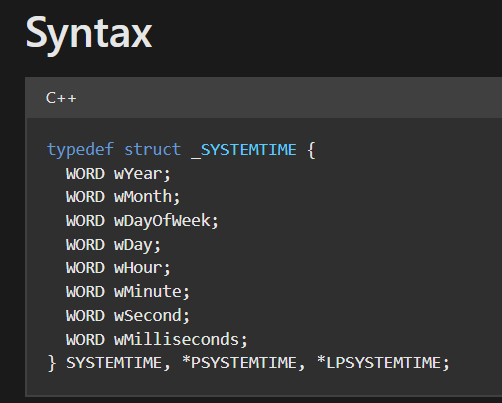 Syntax
C++
typedef struct _SYSTEMTIME {
  WORD wYear;
  WORD wMonth;
  WORD wDayOfWeek;
  WORD wDay;
  WORD wHour;
  WORD wMinute;
  WORD wSecond;
  WORD wMilliseconds;
} SYSTEMTIME, *PSYSTEMTIME, *LPSYSTEMTIME;